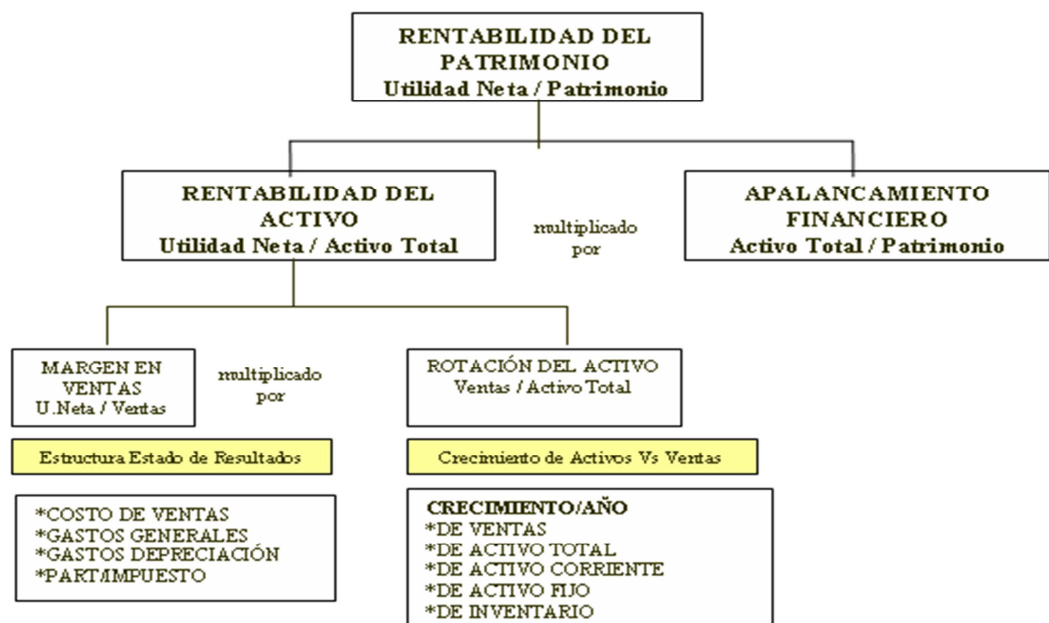 RENTABILIDAD DEL
PATRIMONIO
Utilidad Neta / Patrimonio
RENTABILIDAD DEL
ACTIVO
Utilidad Neta / Activo Total
multiplicado
por
APALANCAMIENTO
FINANCIERO
Activo Total / Patrimonio
MARGEN EN
VENTAS
U.Neta / Ventas
multiplicado
por
ROTACIÓN DEL ACTIVO
Ventas / Activo Total
Estructura Estado de Resultados
Crecimiento de Activos Vs Ventas
*COSTO DE VENTAS
*GASTOS GENERALES
*GASTOS DEPRECIACIÓN
*PART/IMPUESTO
CRECIMIENTO/AÑO
*DE VENTAS
*DE ACTIVO TOTAL
*DE ACTIVO CORRIENTE
*DE ACTIVO FIJO
*DE INVENTARIO